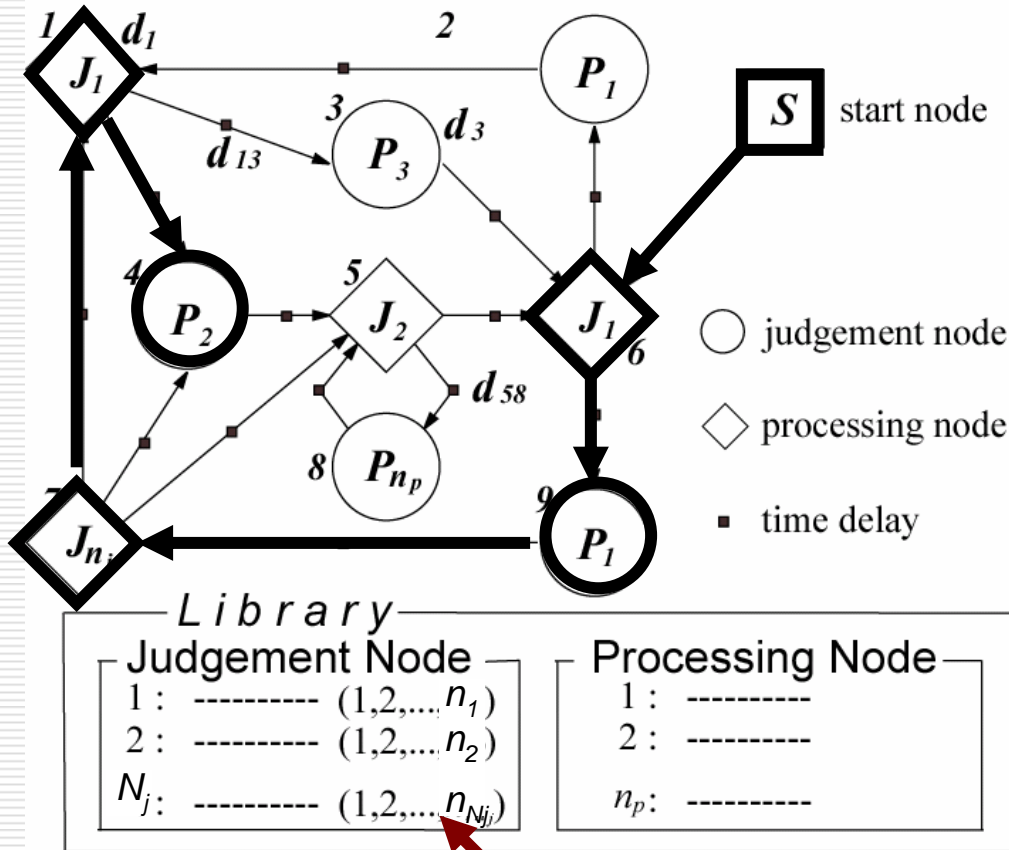 1 d1 2
J1 P1
3 S start node
d13 P3 d3
4 5
P2 J2 J1
6 judgement node
d58
processing node
8 Pnp
7 9
Jnj P1 time delay
Library
Judgement Node Processing Node
1 : ---------- (1,2,..., n1) 1 : ----------
2 : ---------- (1,2,..., n2) 2 : ----------
Nj : ---------- (1,2,..., nNj) np: ----------